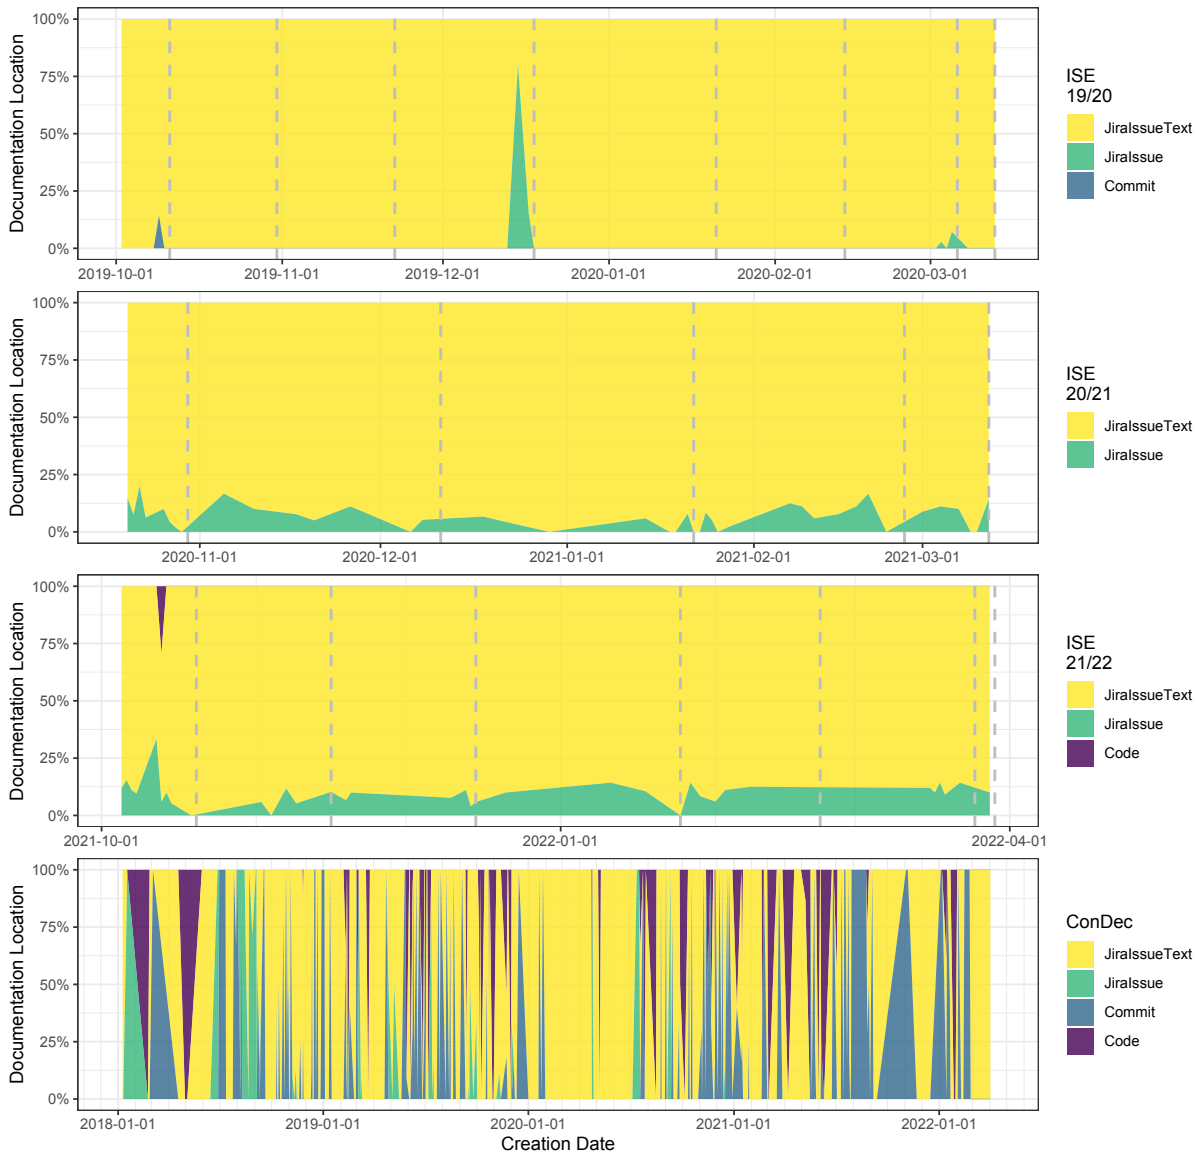 Documentation Location
100%
75%
50%
25%
0%
2019-10-01
2019-11-01
2019-12-01
2020-01-01
2020-02-01
2020-03-01
ISE
19/20
JiraIssueText
JiraIssue
Commit
Documentation Location
100%
75%
50%
25%
0%
2020-11-01
2020-12-01
2021-01-01
2021-02-01
2021-03-01
ISE
20/21
JiraIssueText
JiraIssue
Documentation Location
100%
75%
50%
25%
0%
2021-10-01
2022-01-01
2022-04-01
ISE
21/22
JiraIssueText
JiraIssue
Code
Documentation Location
100%
75%
50%
25%
0%
2018-01-01
2019-01-01
2020-01-01
2021-01-01
2022-01-01
Creation Date
ConDec
JiraIssueText
JiraIssue
Commit
Code